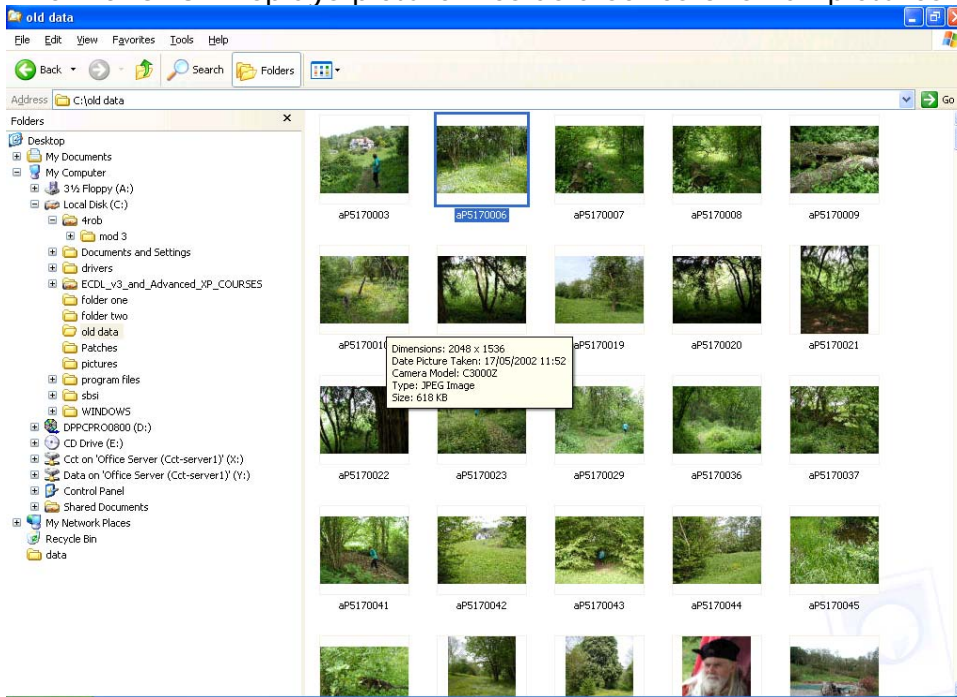 old data
File Edit View Favorites Tools Help
Back Search Folders
Address C:\old data Go
Folders x
Desktop
My Documents
My Computer
3½ Floppy (A:)
Local Disk (C:)
4rob
mod 3
Documents and Settings
drivers
ECDL_v3_and_Advanced_XP_COURSES
folder one
folder two
old data
Patches
pictures
program files
sbsi
WINDOWS
DPPCPRO0800 (D:)
CD Drive (E:)
Cct on 'Office Server (Cct-server1)' (X:)
Data on 'Office Server (Cct-server1)' (Y:)
Control Panel
Shared Documents
My Network Places
Recycle Bin
data
aP5170003 aP5170006 aP5170007 aP5170008 aP5170009
aP5170010 aP5170019 aP5170020 aP5170021
Dimensions: 2048 x 1536
Date Picture Taken: 17/05/2002 11:52
Camera Model: C3000Z
Type: JPEG Image
Size: 618 KB
aP5170022 aP5170023 aP5170029 aP5170036 aP5170037
aP5170041 aP5170042 aP5170043 aP5170044 aP5170045